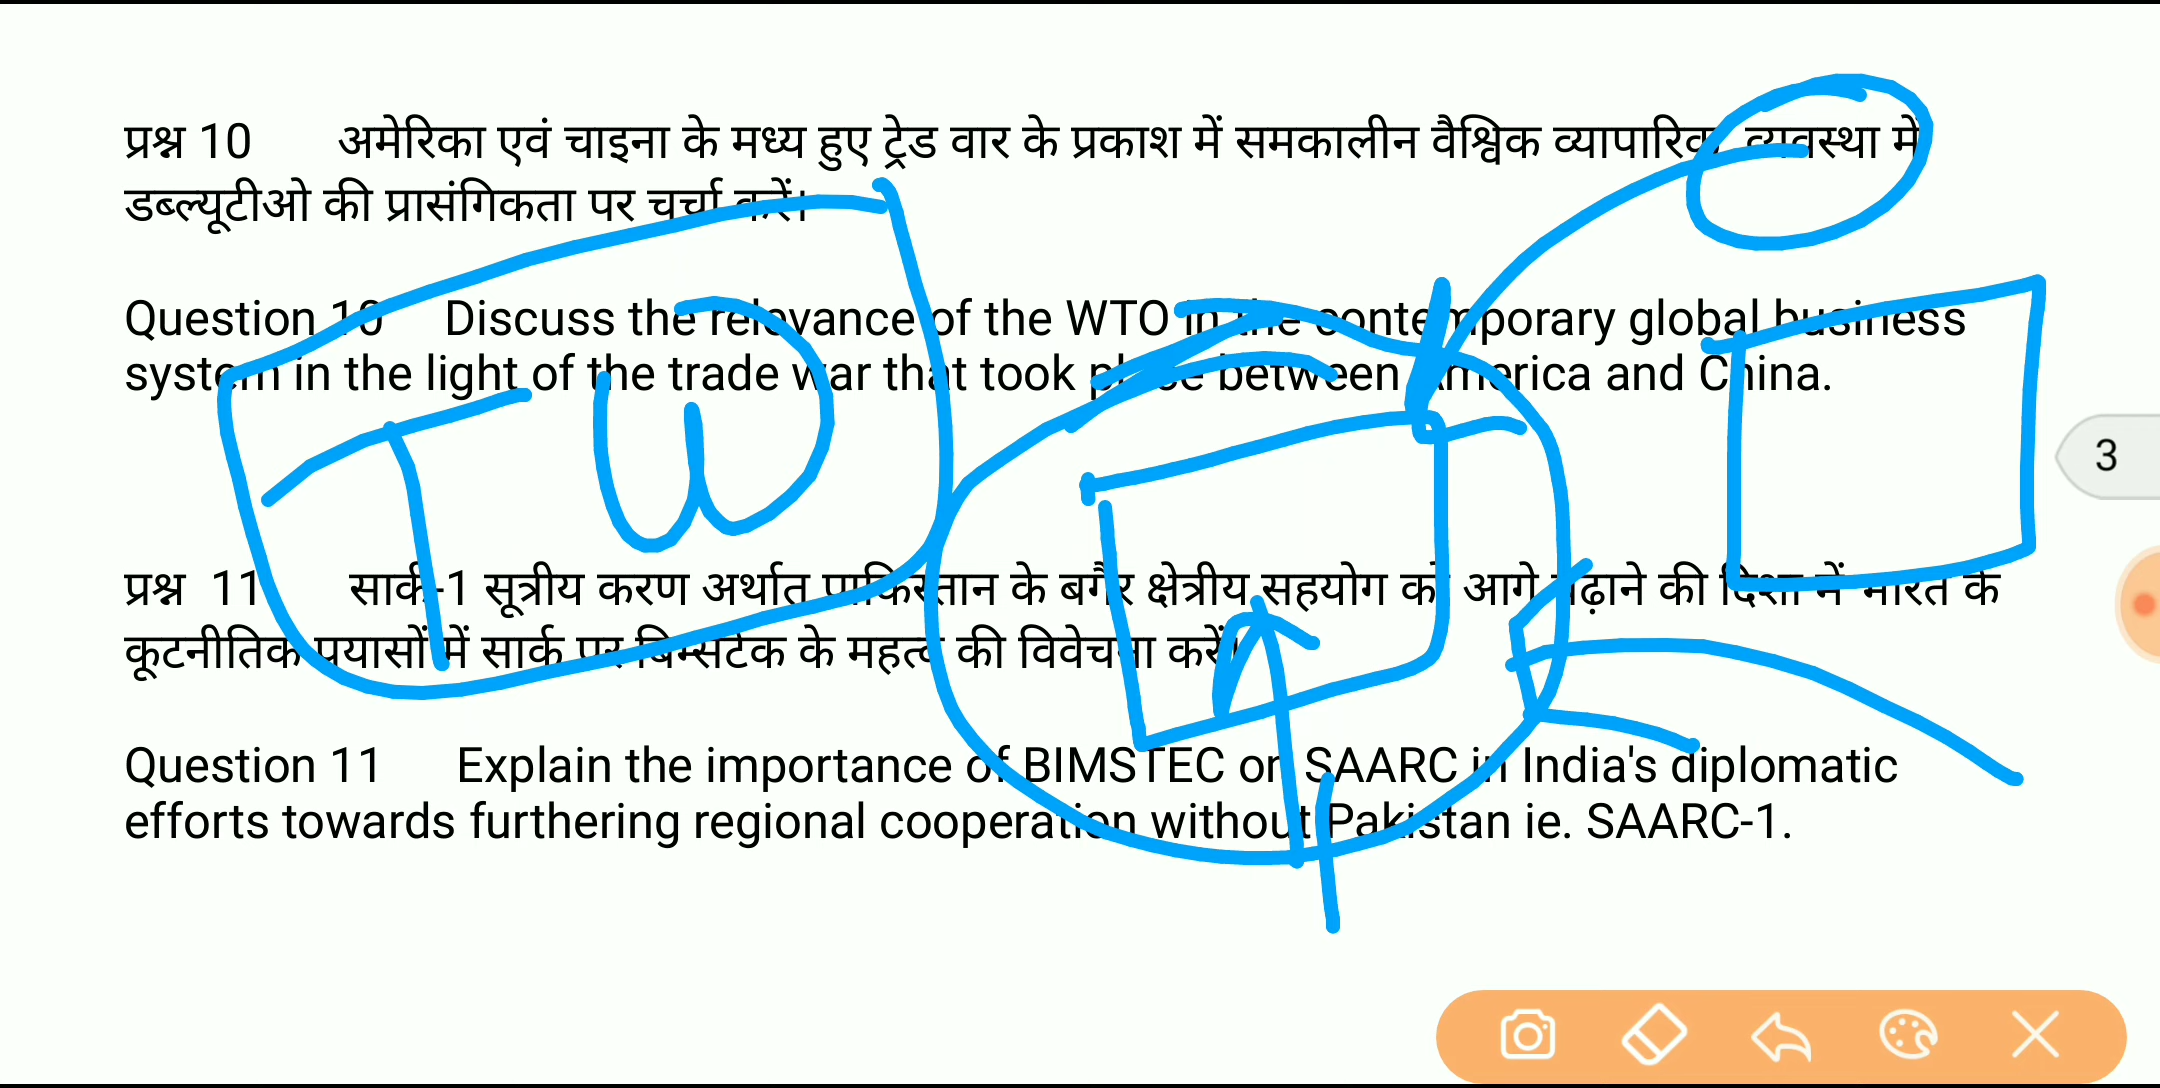 प्रश्न 10 अमेरिका एवं चाइना के मध्य हुए ट्रेड वार के प्रकाश में समकालीन वैश्विक व्यापारिक व्यवस्था में
डब्ल्यूटीओ की प्रासंगिकता पर चर्चा करें।
Question 10 Discuss the relevance of the WTO in the contemporary global business
system in the light of the trade war that took place between America and China.
T W
3
प्रश्न 11 सार्क-1 सूत्रीय करण अर्थात पाकिस्तान के बगैर क्षेत्रीय सहयोग को आगे बढ़ाने की दिशा में भारत के
कूटनीतिक प्रयासों में सार्क पर बिम्सटेक के महत्व की विवेचना करें।
Question 11 Explain the importance of BIMSTEC on SAARC in India's diplomatic
efforts towards furthering regional cooperation without Pakistan ie. SAARC-1.